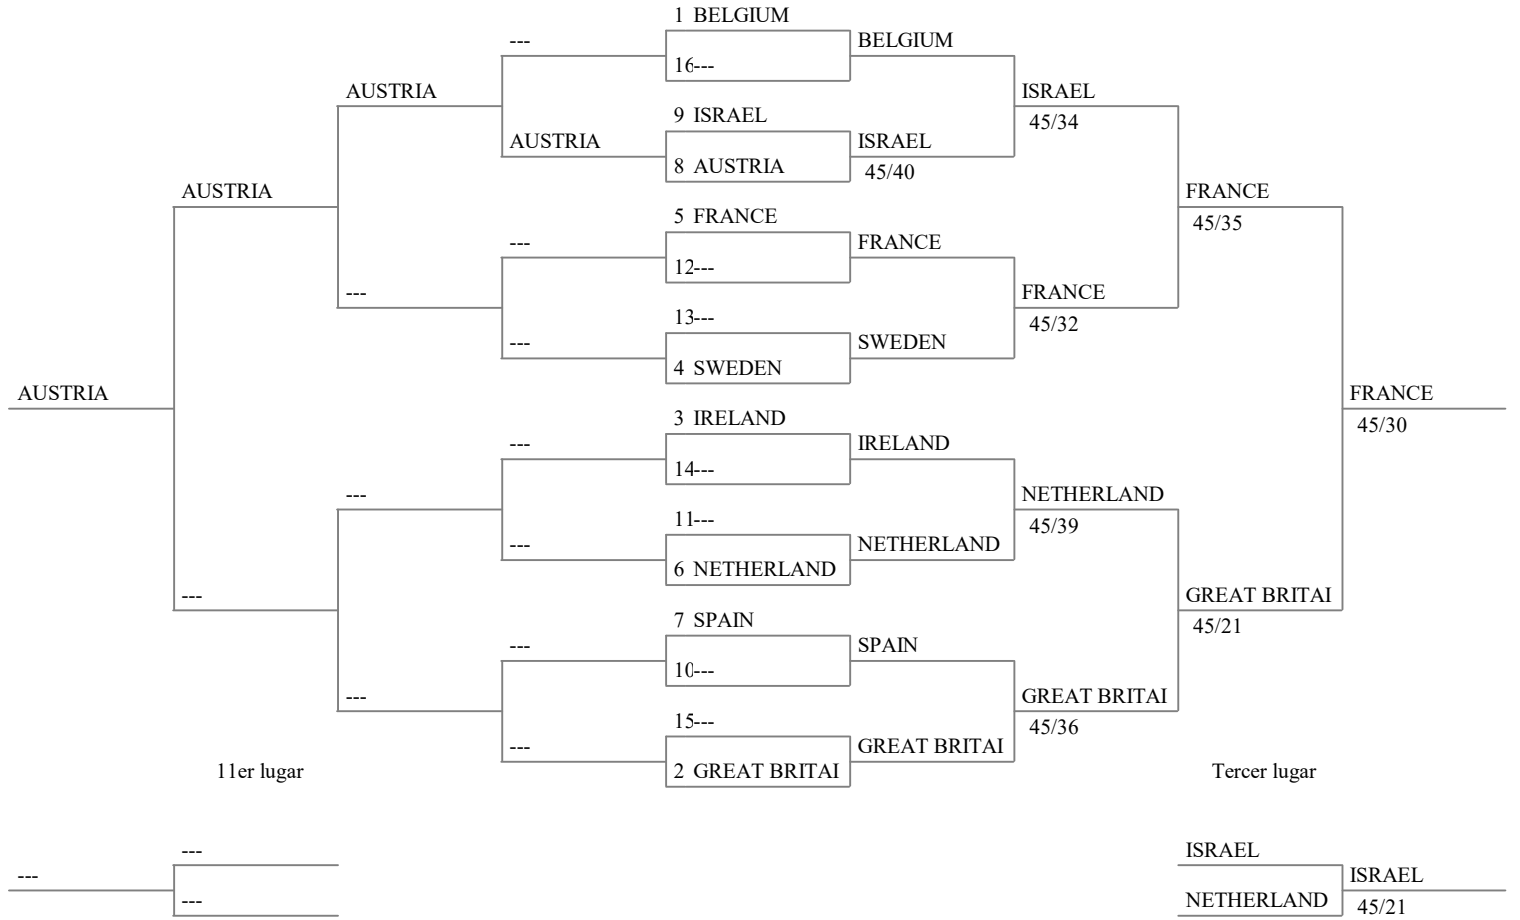 1 BELGIUM
--- BELGIUM
16---
AUSTRIA ISRAEL
9 ISRAEL 45/34
AUSTRIA ISRAEL
8 AUSTRIA 45/40
AUSTRIA FRANCE
5 FRANCE 45/35
--- FRANCE
12---
--- FRANCE
13--- 45/32
--- SWEDEN
4 SWEDEN
AUSTRIA FRANCE
3 IRELAND 45/30
--- IRELAND
14---
--- NETHERLAND
11--- 45/39
--- NETHERLAND
6 NETHERLAND
--- GREAT BRITAI
7 SPAIN 45/21
--- SPAIN
10---
--- GREAT BRITAI
15--- 45/36
--- GREAT BRITAI
11er lugar 2 GREAT BRITAI Tercer lugar
--- ISRAEL
--- ISRAEL
--- NETHERLAND 45/21